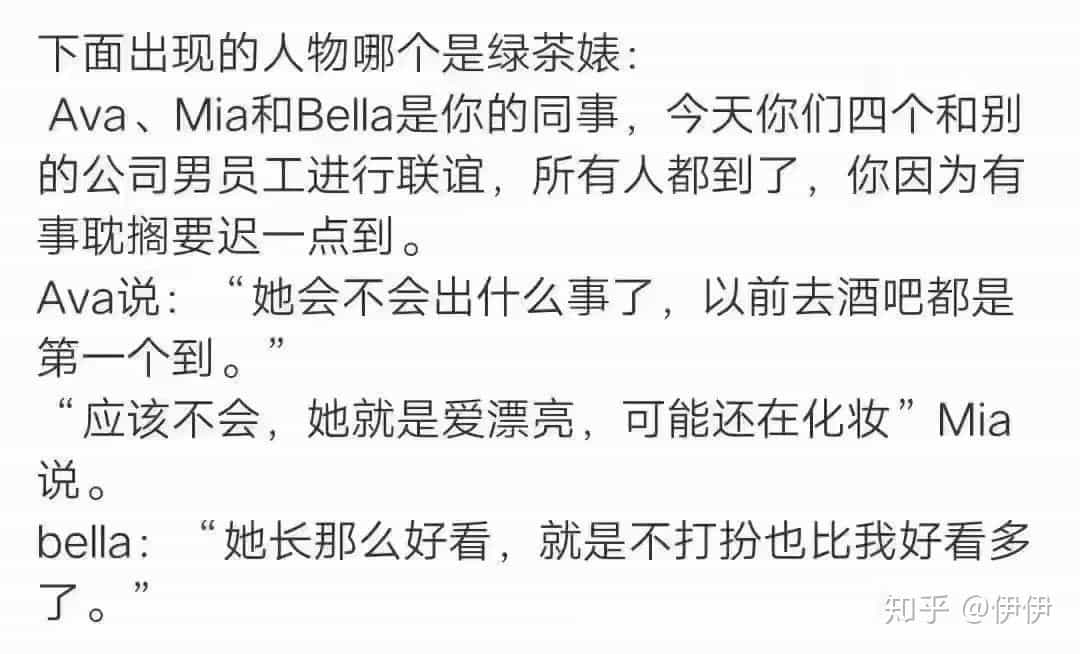 下面出现的人物哪个是绿茶婊：
Ava、Mia和Bella是你的同事，今天你们四个和别
的公司男员工进行联谊，所有人都到了，你因为有
事耽搁要迟一点到。
Ava说：“她会不会出什么事了，以前去酒吧都是
第一个到。”
“应该不会，她就是爱漂亮，可能还在化妆”Mia
说。
bella：“她长那么好看，就是不打扮也比我好看多
了。”
知乎 @伊伊